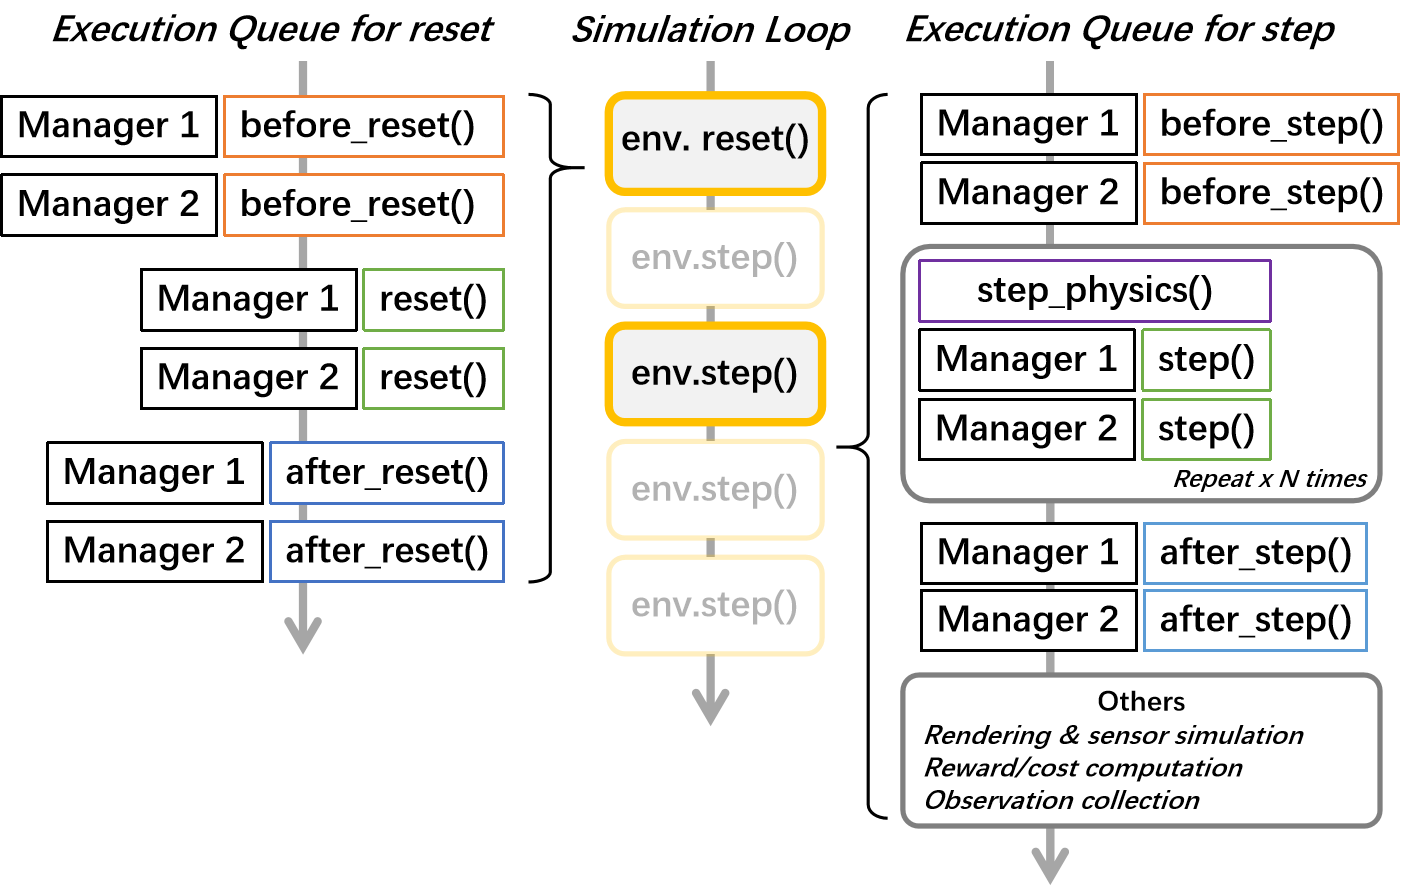 Execution Queue for reset
Manager 1 before_reset()
Manager 2 before_reset()
Manager 1 reset()
Manager 2 reset()
Manager 1 after_reset()
Manager 2 after_reset()
Simulation Loop
env. reset()
env.step()
env.step()
env.step()
env.step()
Execution Queue for step
Manager 1 before_step()
Manager 2 before_step()
step_physics()
Manager 1 step()
Manager 2 step()
Repeat x N times
Manager 1 after_step()
Manager 2 after_step()
Others
Rendering & sensor simulation
Reward/cost computation
Observation collection